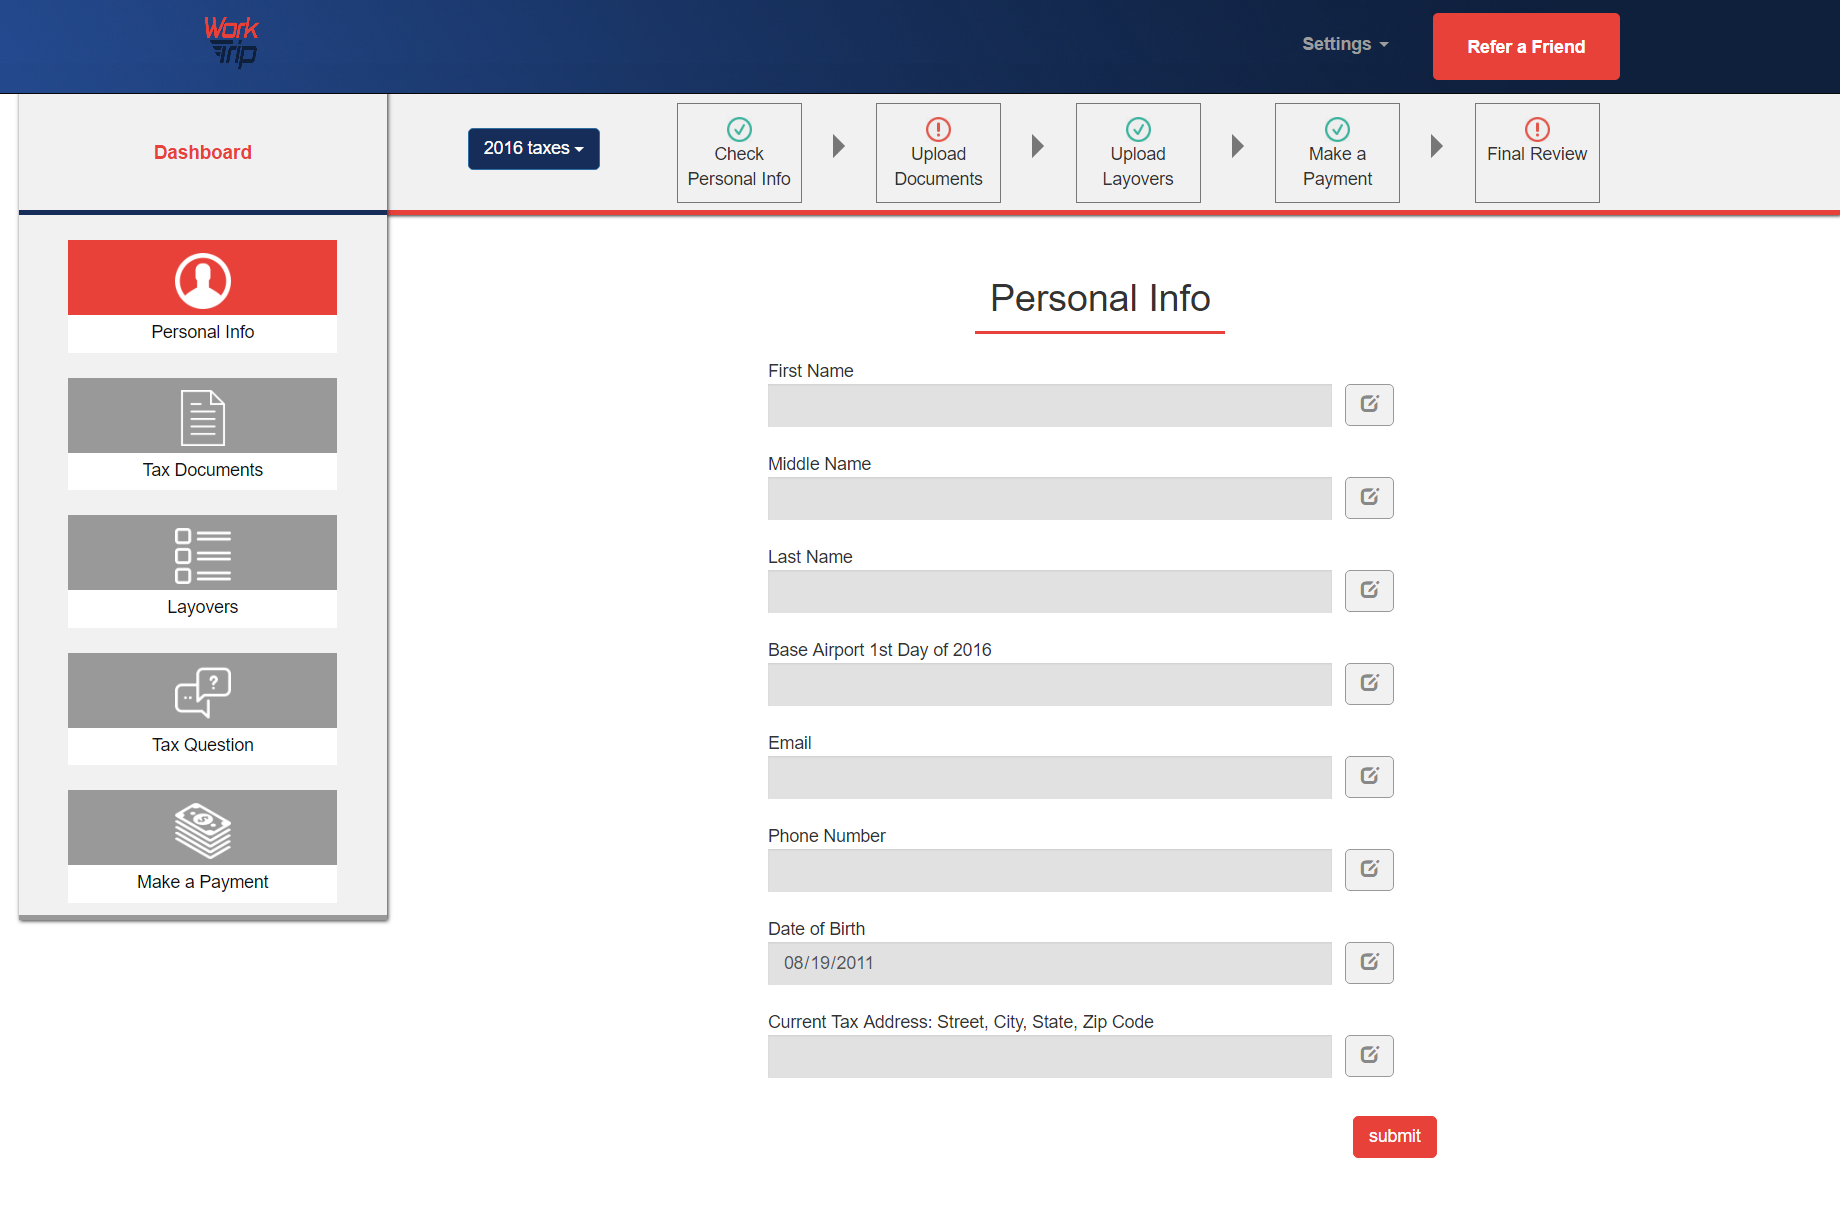 Work
Trip
Settings
Refer a Friend
Dashboard
2016 taxes
Check
Personal Info
Upload
Documents
Upload
Layovers
Make a
Payment
Final Review
Personal Info
Tax Documents
Layovers
?
Tax Question
$
Make a Payment
Personal Info
First Name
Middle Name
Last Name
Base Airport 1st Day of 2016
Email
Phone Number
Date of Birth
08/19/2011
Current Tax Address: Street, City, State, Zip Code
submit